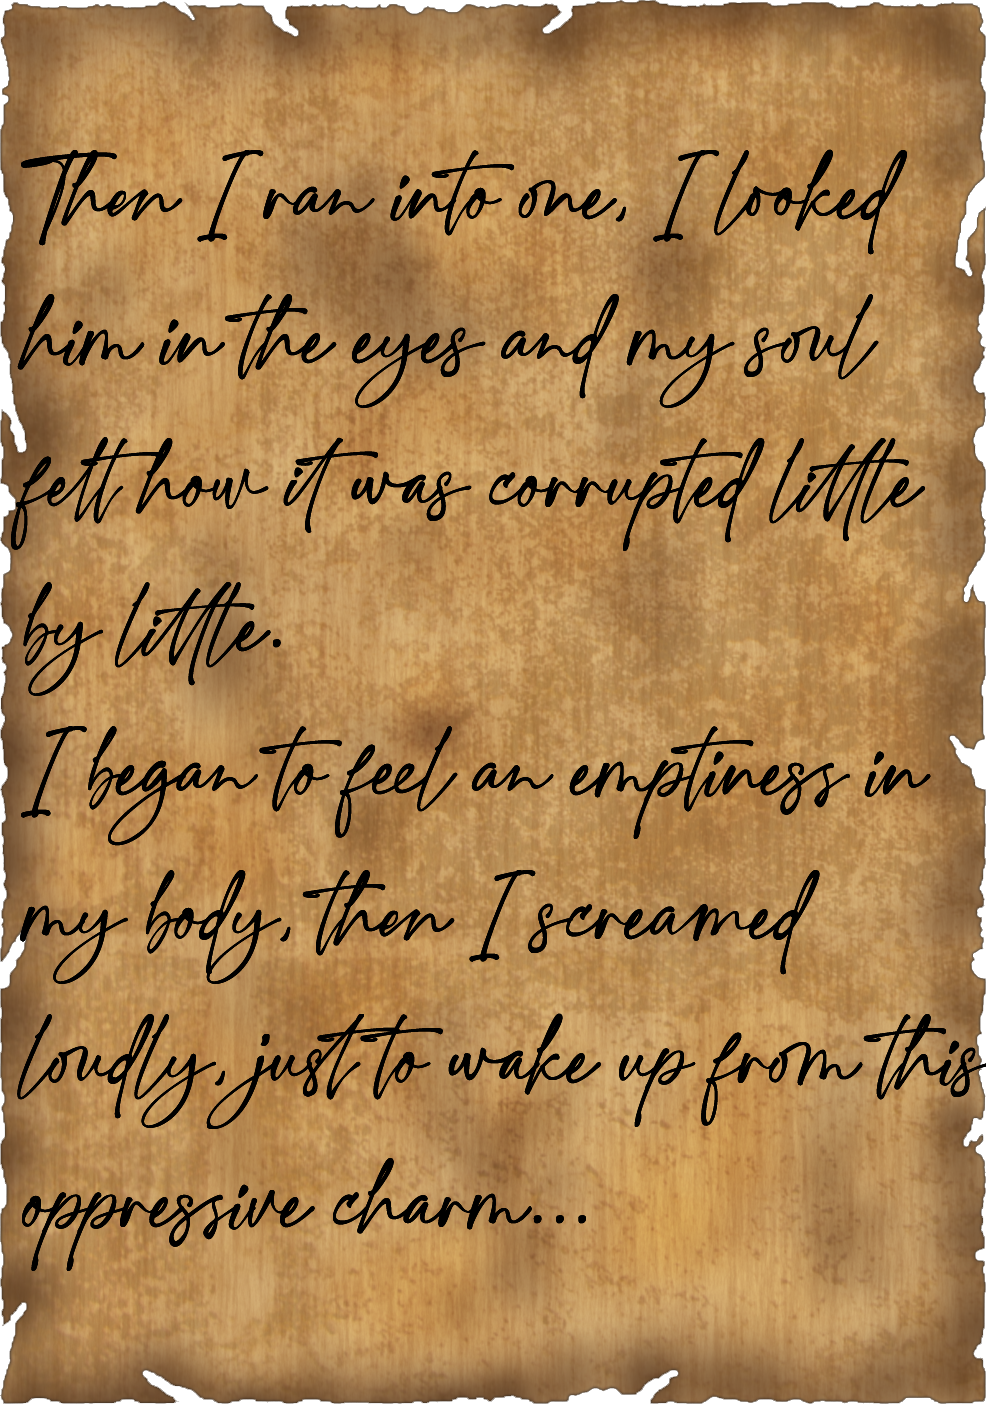 Then I ran into one, I looked
him in the eyes and my soul
felt how it was corrupted little
by little.
I began to feel an emptiness in
my body, then I screamed
loudly, just to wake up from this
oppressive charm...